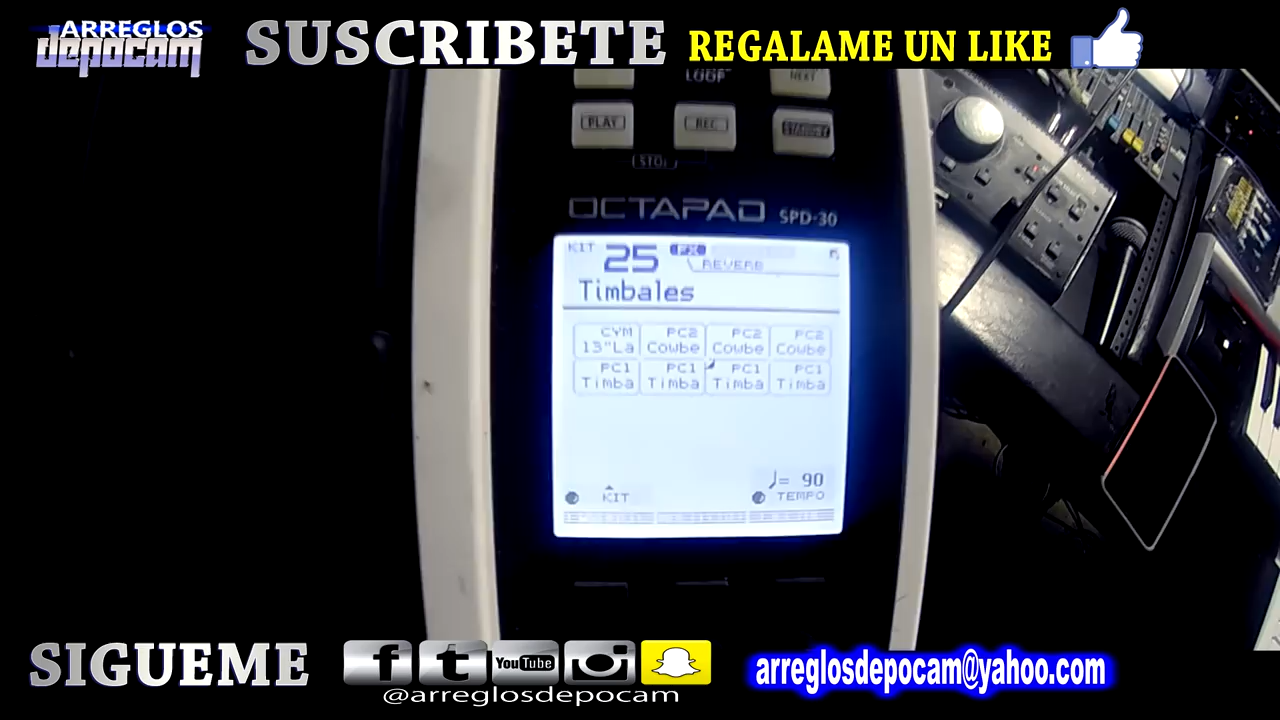 ARREGLOS
depocam
SUSCRIBETE
REGALAME UN LIKE
LOOP
NEXT
PLAY
REC
STANDBY
STOP
OCTAPAD SPD-30
KIT 25 FX
REVERB
Timbales
CYM PC2 PC2 PC2
13"La Cowbe Cowbe Cowbe
PC1 PC1 PC1 PC1
Timba Timba Timba Timba
♩= 90
KIT TEMPO
SIGUEME
f t YouTube
@arreglosdepocam
arreglosdepocam@yahoo.com